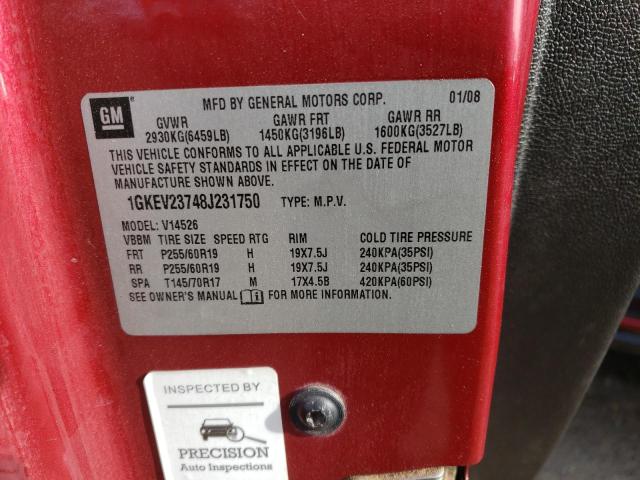 GM
MFD BY GENERAL MOTORS CORP. 01/08
GVWR GAWR FRT GAWR RR
2930KG(6459LB) 1450KG(3196LB) 1600KG(3527LB)
THIS VEHICLE CONFORMS TO ALL APPLICABLE U.S. FEDERAL MOTOR
VEHICLE SAFETY STANDARDS IN EFFECT ON THE DATE OF
MANUFACTURE SHOWN ABOVE.
1GKEV23748J231750 TYPE: M.P.V.
MODEL: V14526
VBBM TIRE SIZE SPEED RTG RIM COLD TIRE PRESSURE
FRT P255/60R19 H 19X7.5J 240KPA(35PSI)
RR P255/60R19 H 19X7.5J 240KPA(35PSI)
SPA T145/70R17 M 17X4.5B 420KPA(60PSI)
SEE OWNER'S MANUAL FOR MORE INFORMATION.
INSPECTED BY
PRECISION
Auto Inspections